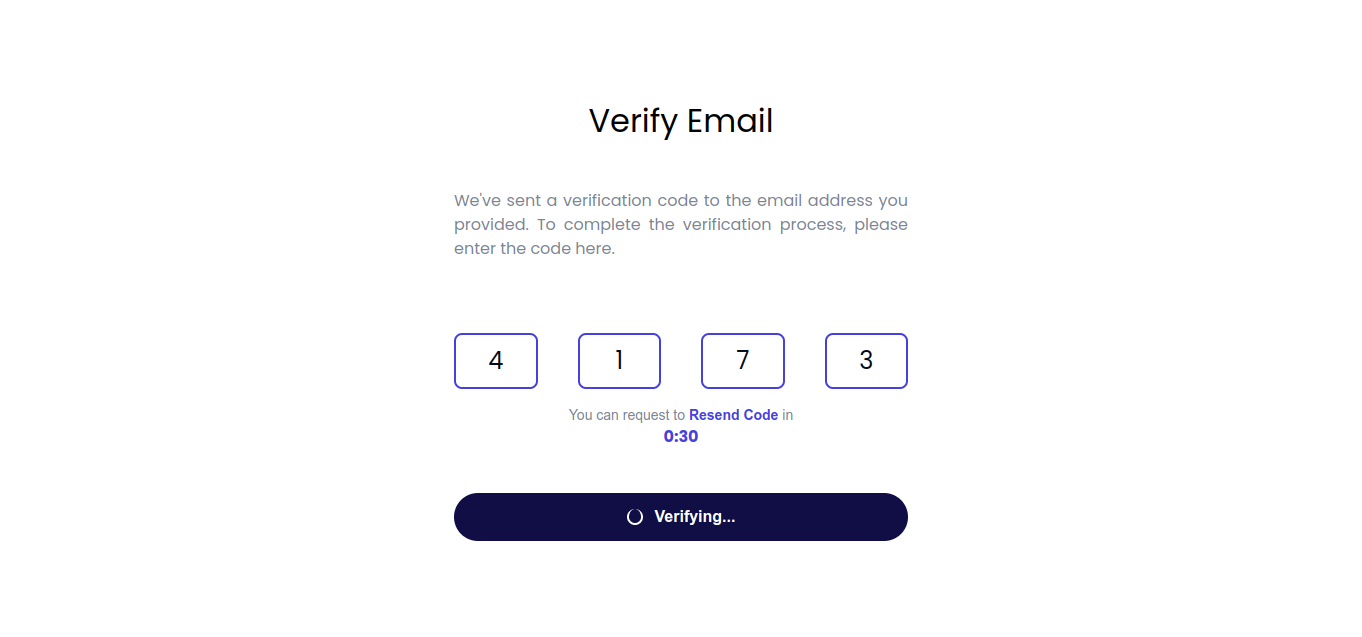 Verify Email
We've sent a verification code to the email address you
provided. To complete the verification process, please
enter the code here.
4 1 7 3
You can request to Resend Code in
0:30
Verifying...